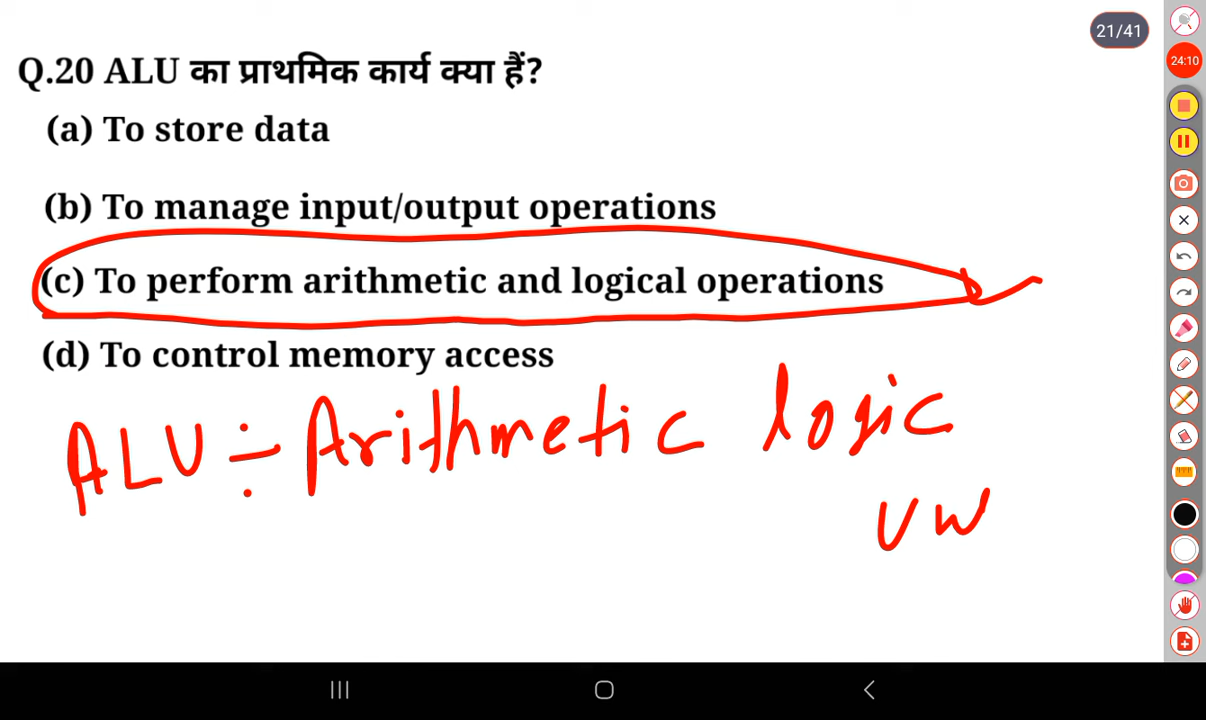 21/41
24:10
Q.20 ALU का प्राथमिक कार्य क्या हैं?
(a) To store data
(b) To manage input/output operations
(c) To perform arithmetic and logical operations
(d) To control memory access
ALU ÷ Arithmetic logic